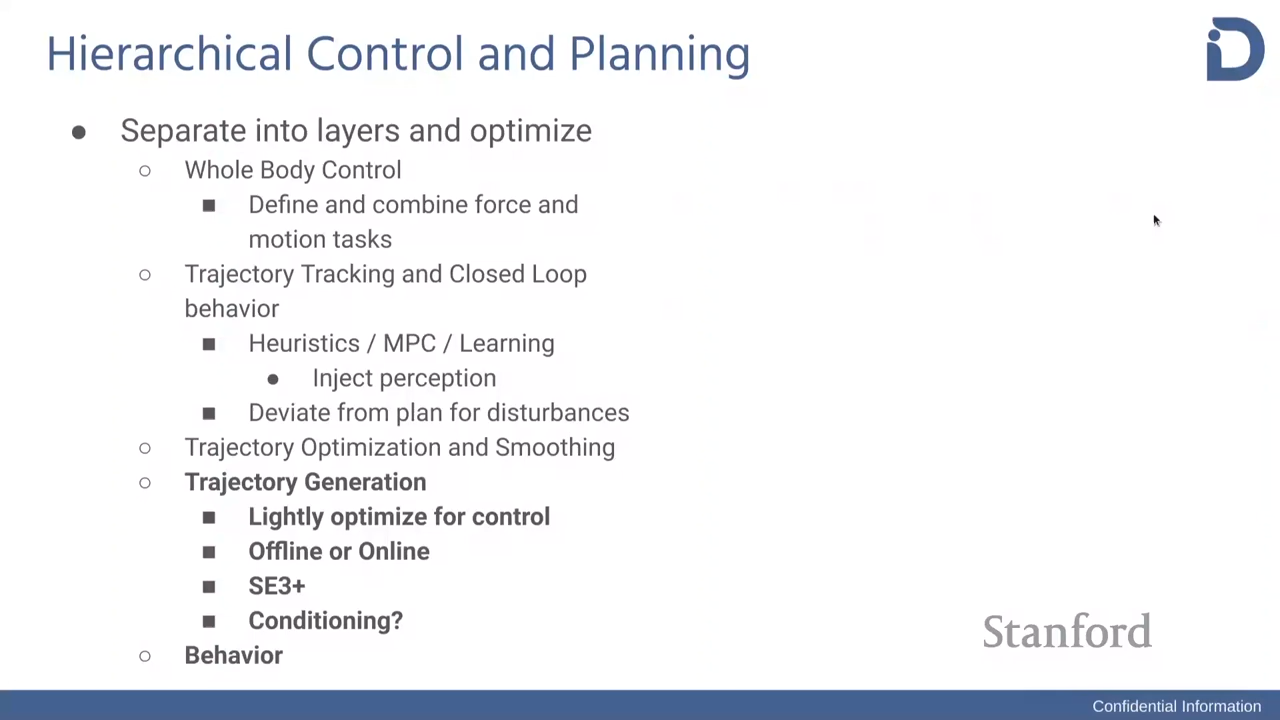 Hierarchical Control and Planning
● Separate into layers and optimize
○ Whole Body Control
■ Define and combine force and
motion tasks
○ Trajectory Tracking and Closed Loop
behavior
■ Heuristics / MPC / Learning
● Inject perception
■ Deviate from plan for disturbances
○ Trajectory Optimization and Smoothing
○ Trajectory Generation
■ Lightly optimize for control
■ Offline or Online
■ SE3+
■ Conditioning?
○ Behavior
Stanford
Confidential Information